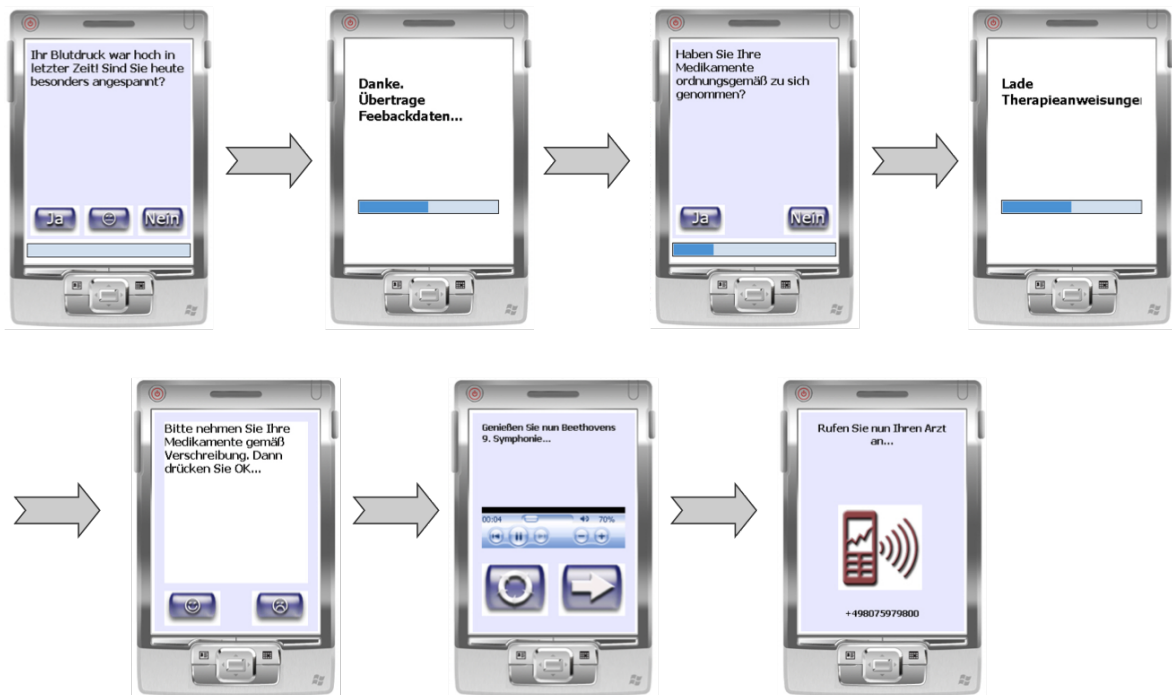 Ihr Blutdruck war hoch in
letzter Zeit! Sind Sie heute
besonders angespannt?
Ja
Nein
Danke.
Übertrage
Feebackdaten...
Haben Sie Ihre
Medikamente
ordnungsgemäß zu sich
genommen?
Ja
Nein
Lade
Therapieanweisunge
Bitte nehmen Sie Ihre
Medikamente gemäß
Verschreibung. Dann
drücken Sie OK...
Genießen Sie nun Beethovens
9. Symphonie...
00:04
70%
Rufen Sie nun Ihren Arzt
an...
+498075979800